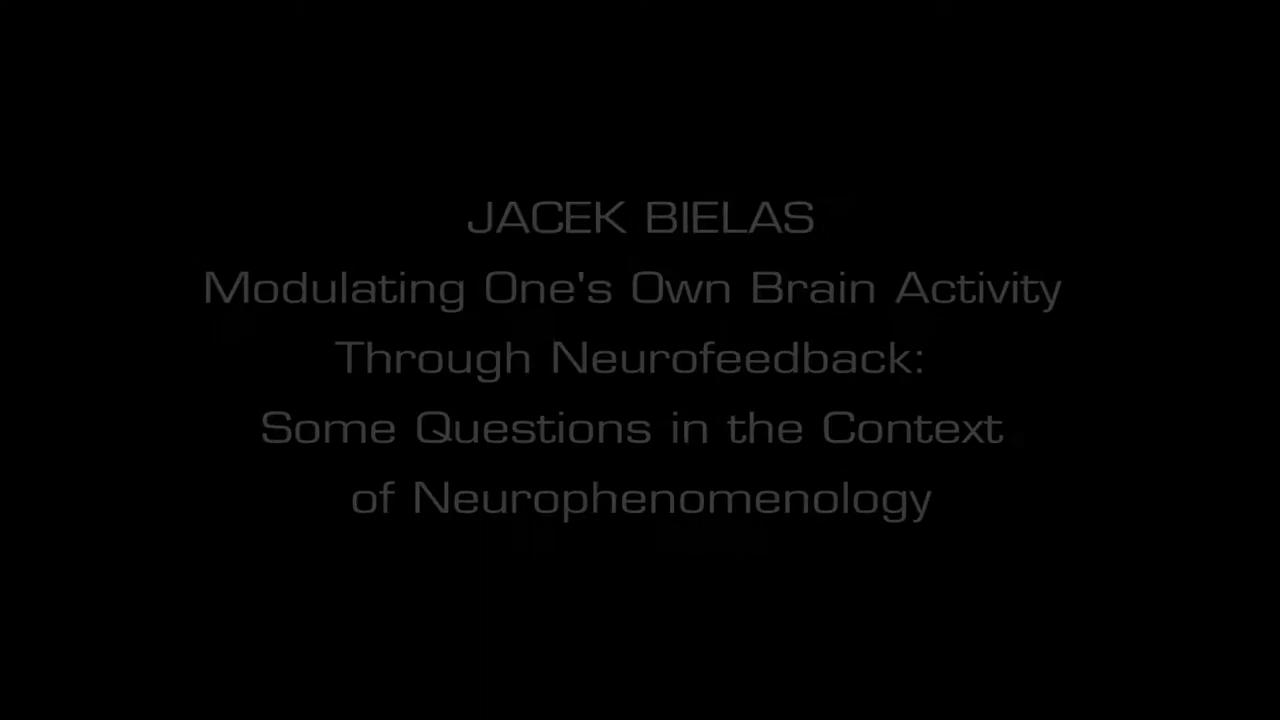 JACEK BIELAS
Modulating One's Own Brain Activity
Through Neurofeedback:
Some Questions in the Context
of Neurophenomenology